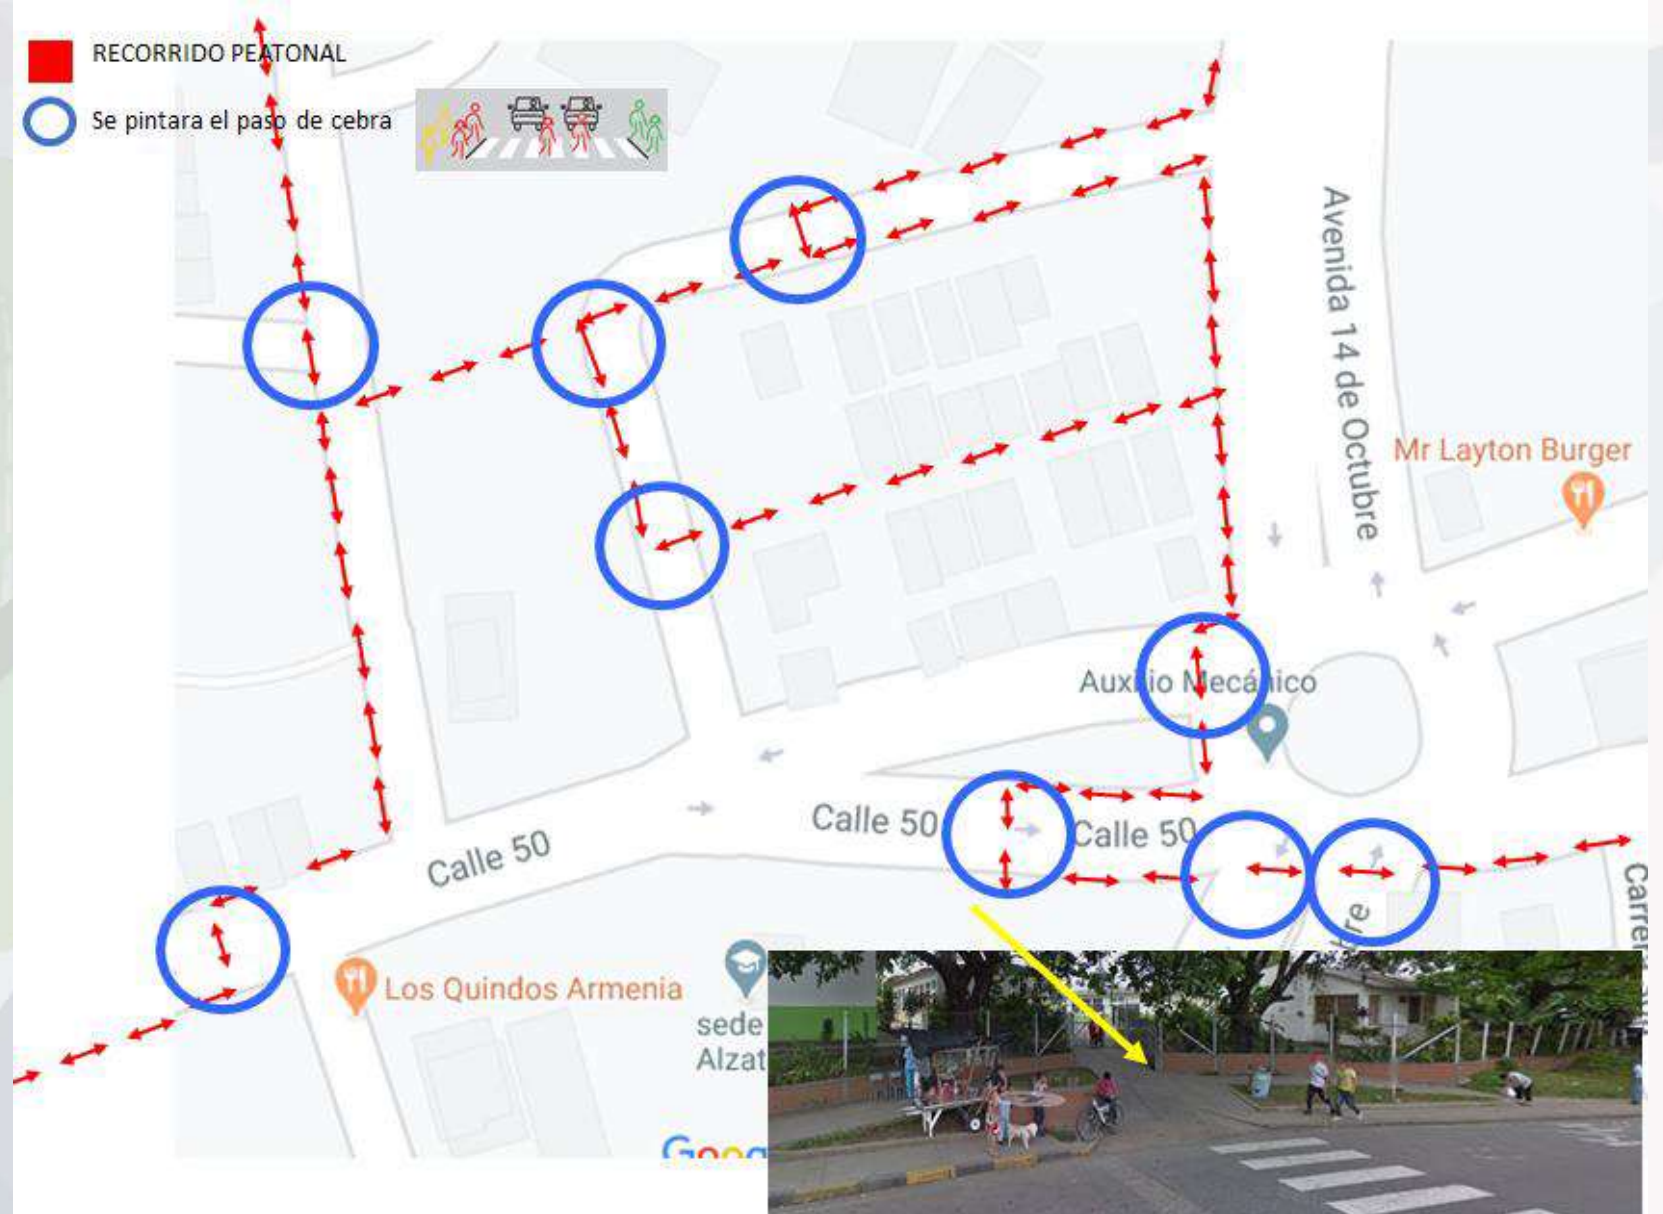 RECORRIDO PEATONAL
Se pintara el paso de cebra
Avenida 14 de Octubre
Mr Layton Burger
Auxilio Mecánico
Calle 50
Calle 50
Calle 50
Los Quindos Armenia
sede
Alzat